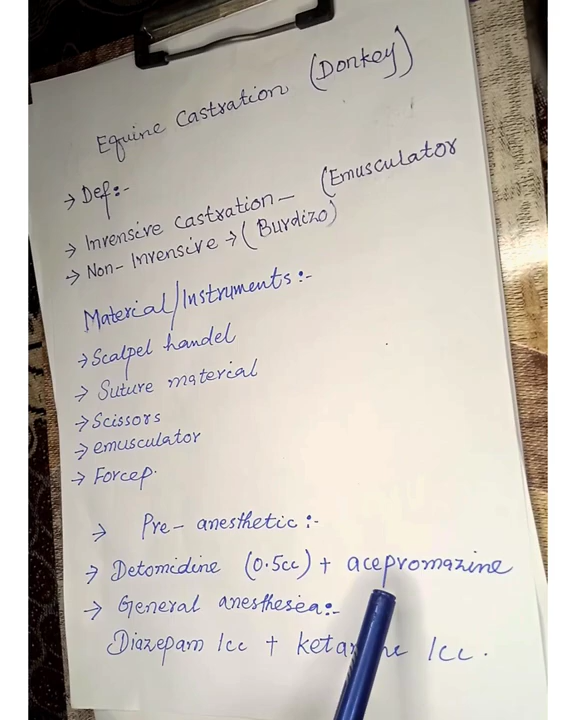 Equine Castration (Donkey)
→ Def:-
→ Invensive Castration - (Emusculator
→ Non-Invensive → (Burdizo)
Material/Instruments:-
→ Scalpel handel
→ Suture material
→ Scissors
→ emusculator
→ Forcep.
→ Pre-anesthetic:-
→ Detomidine (0.5cc) + acepromazine
→ General anesthesea:-
Diazepam 1cc + ketamine 1cc.